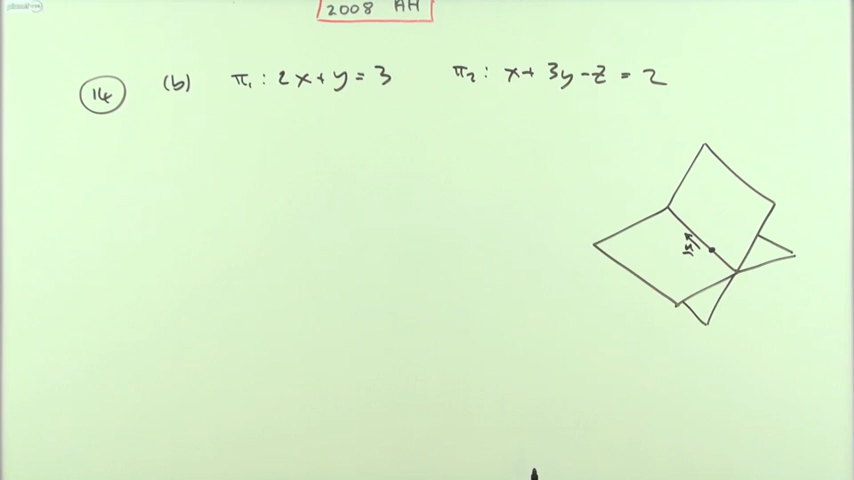 2008 AH
14 (b) π₁ : 2x + y = 3 π₂ : x + 3y - z = 2